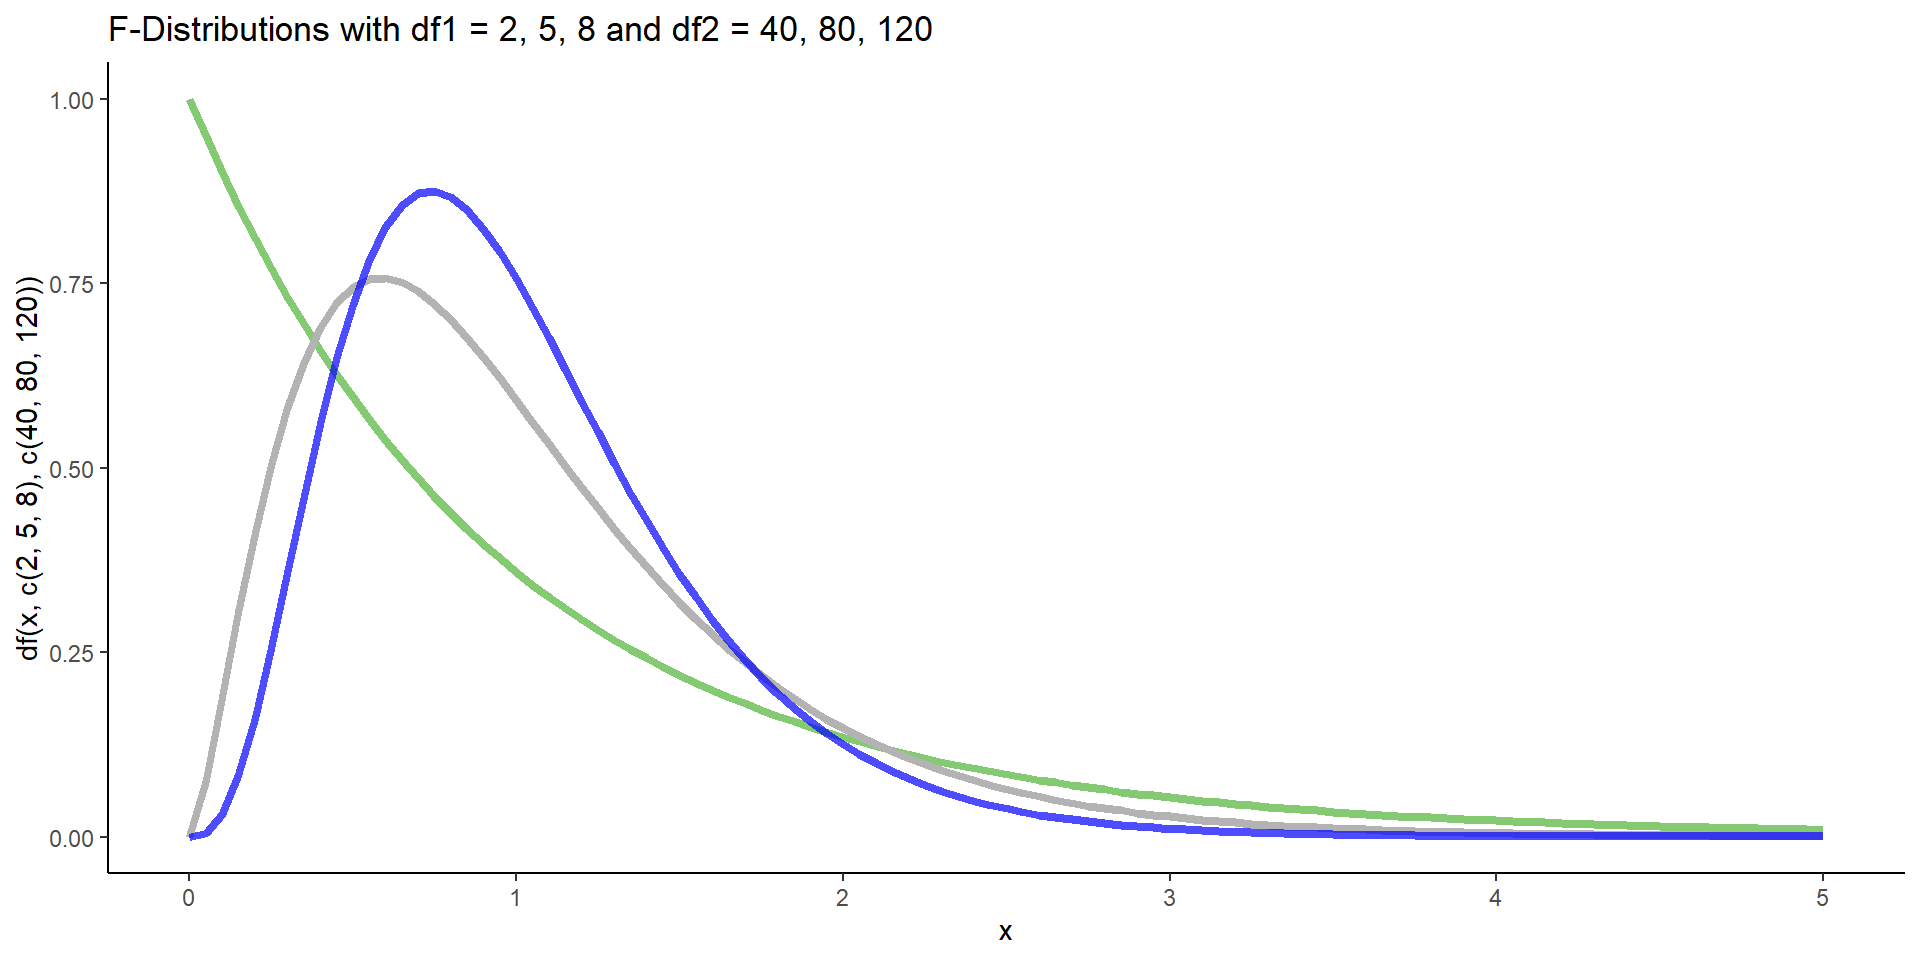 F-Distributions with df1 = 2, 5, 8 and df2 = 40, 80, 120
df(x, c(2, 5, 8), c(40, 80, 120))
1.00
0.75
0.50
0.25
0.00
0 1 2 3 4 5
x